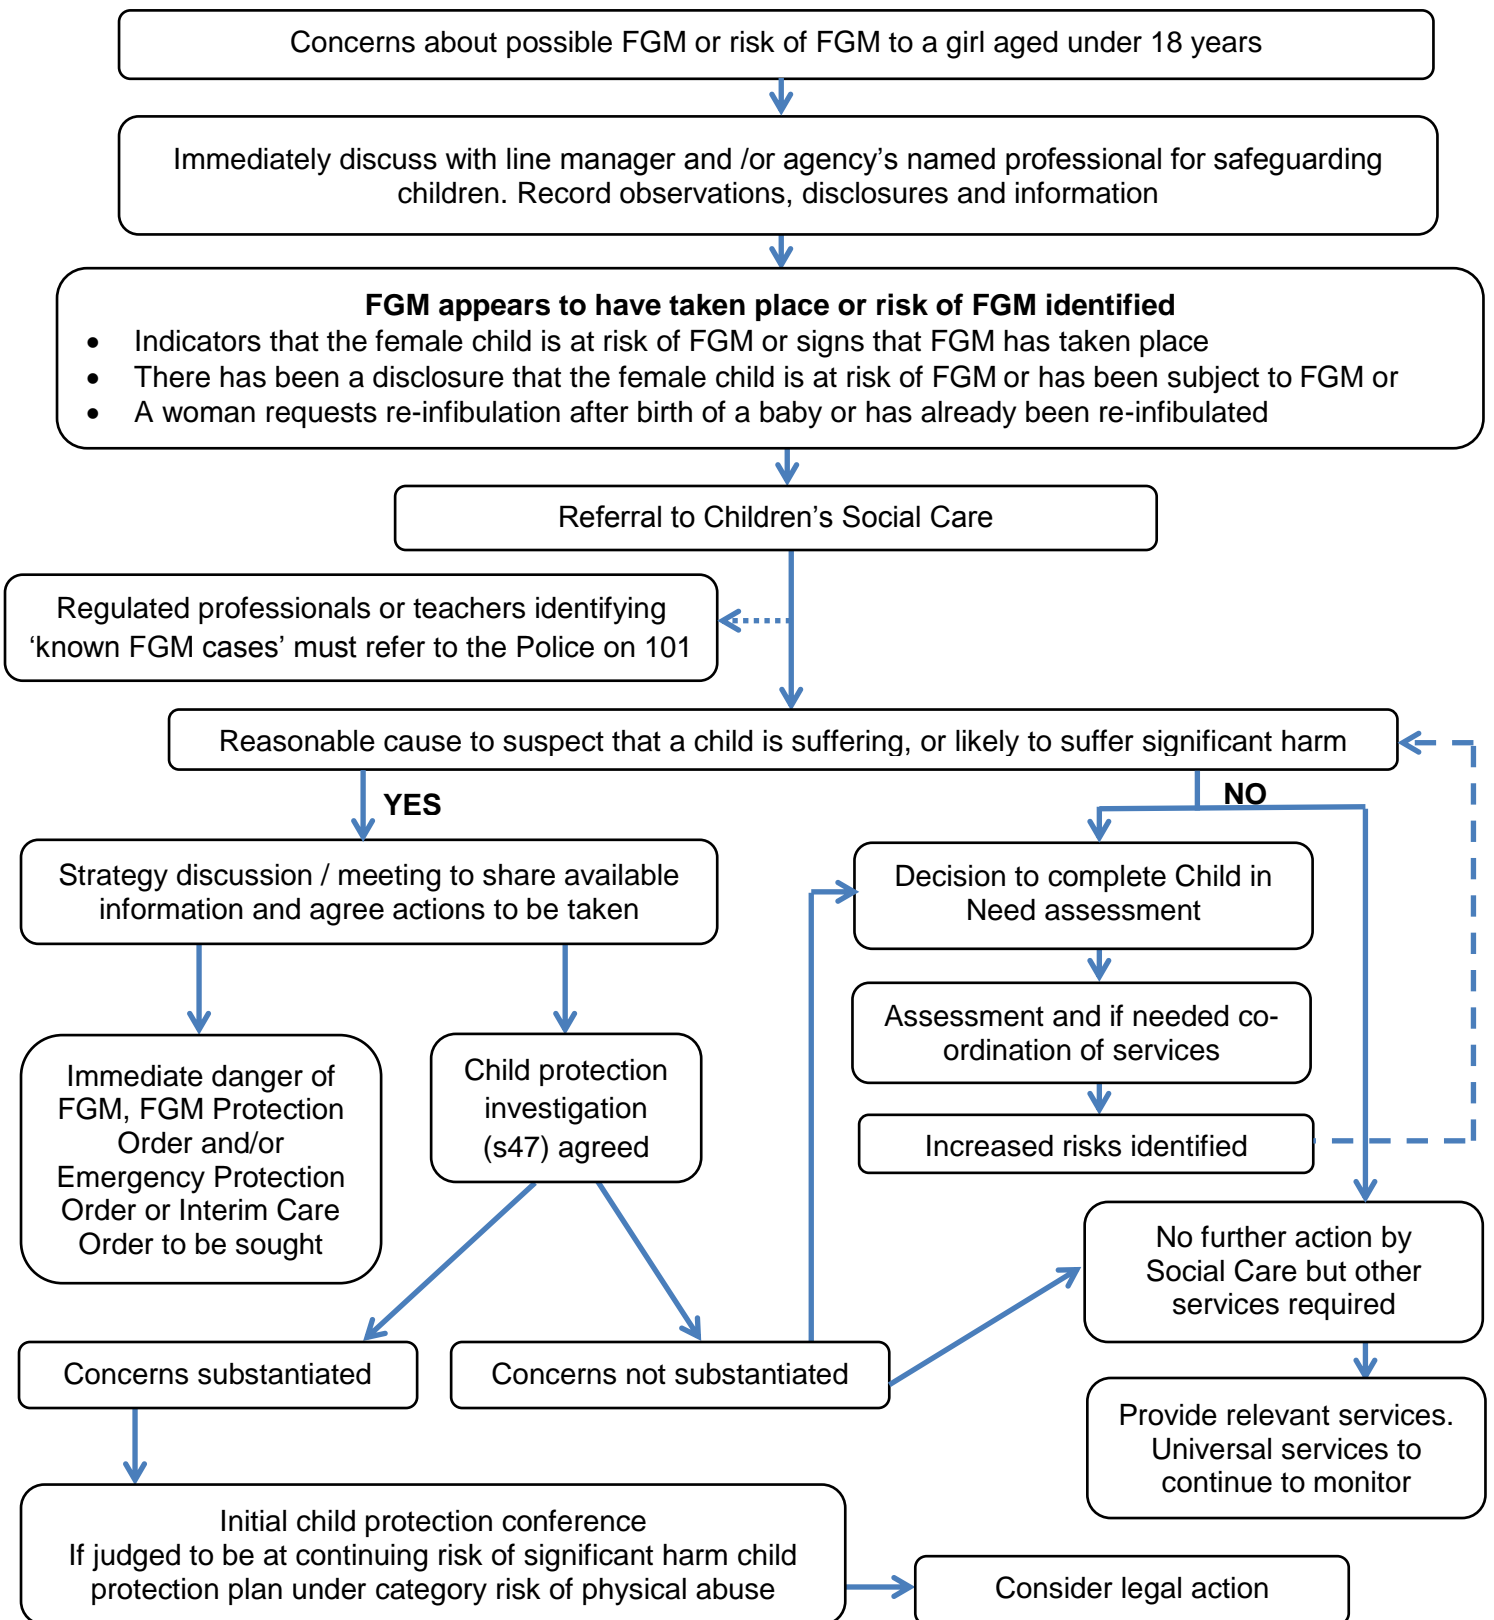 Concerns about possible FGM or risk of FGM to a girl aged under 18 years
Immediately discuss with line manager and /or agency’s named professional for safeguarding
children. Record observations, disclosures and information
FGM appears to have taken place or risk of FGM identified
• Indicators that the female child is at risk of FGM or signs that FGM has taken place
• There has been a disclosure that the female child is at risk of FGM or has been subject to FGM or
• A woman requests re-infibulation after birth of a baby or has already been re-infibulated
Referral to Children’s Social Care
Regulated professionals or teachers identifying
‘known FGM cases’ must refer to the Police on 101
Reasonable cause to suspect that a child is suffering, or likely to suffer significant harm
YES
NO
Strategy discussion / meeting to share available
information and agree actions to be taken
Decision to complete Child in
Need assessment
Assessment and if needed co-
ordination of services
Increased risks identified
Immediate danger of
FGM, FGM Protection
Order and/or
Emergency Protection
Order or Interim Care
Order to be sought
Child protection
investigation
(s47) agreed
No further action by
Social Care but other
services required
Concerns substantiated
Concerns not substantiated
Provide relevant services.
Universal services to
continue to monitor
Initial child protection conference
If judged to be at continuing risk of significant harm child
protection plan under category risk of physical abuse
Consider legal action